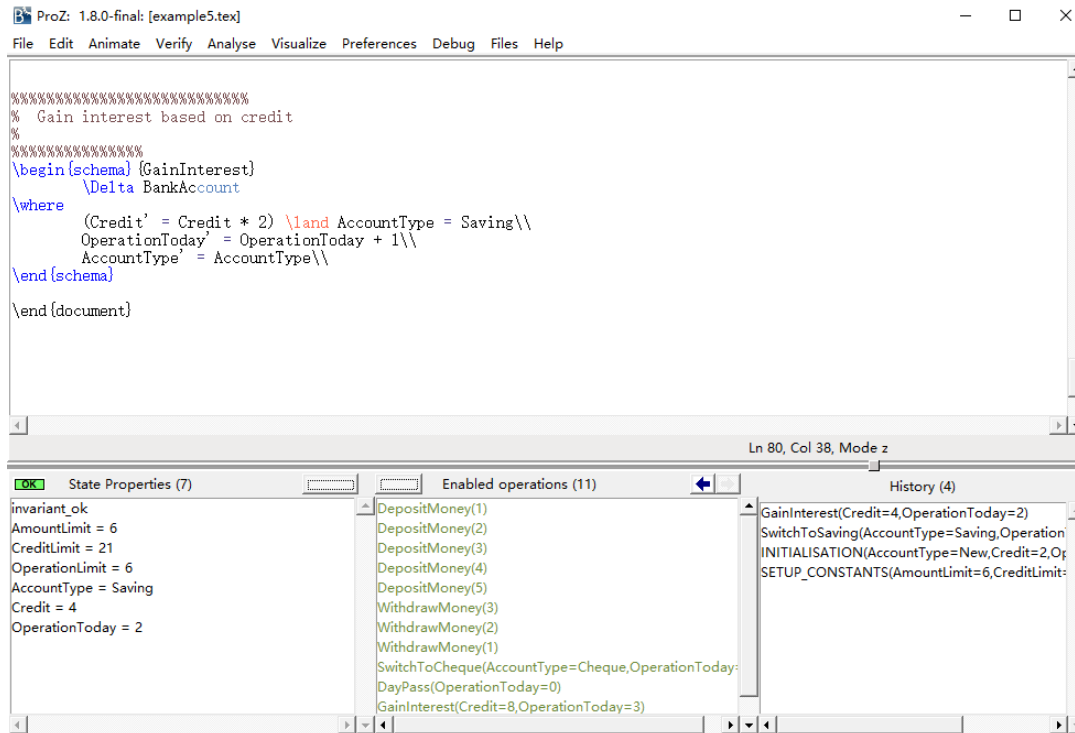 ProZ: 1.8.0-final: [example5.tex]
File Edit Animate Verify Analyse Visualize Preferences Debug Files Help
%%%%%%%%%%%%%%%%%%%%%%%%%%%
% Gain interest based on credit
%
%%%%%%%%%%%%%%%
\begin{schema}{GainInterest}
\Delta BankAccount
\where
(Credit' = Credit * 2) \land AccountType = Saving\\
OperationToday' = OperationToday + 1\\
AccountType' = AccountType\\
\end{schema}
\end{document}
Ln 80, Col 38, Mode z
OK State Properties (7)
invariant_ok
AmountLimit = 6
CreditLimit = 21
OperationLimit = 6
AccountType = Saving
Credit = 4
OperationToday = 2
Enabled operations (11)
DepositMoney(1)
DepositMoney(2)
DepositMoney(3)
DepositMoney(4)
DepositMoney(5)
WithdrawMoney(3)
WithdrawMoney(2)
WithdrawMoney(1)
SwitchToCheque(AccountType=Cheque,OperationToday=
DayPass(OperationToday=0)
GainInterest(Credit=8,OperationToday=3)
History (4)
GainInterest(Credit=4,OperationToday=2)
SwitchToSaving(AccountType=Saving,Operation
INITIALISATION(AccountType=New,Credit=2,Op
SETUP_CONSTANTS(AmountLimit=6,CreditLimit=